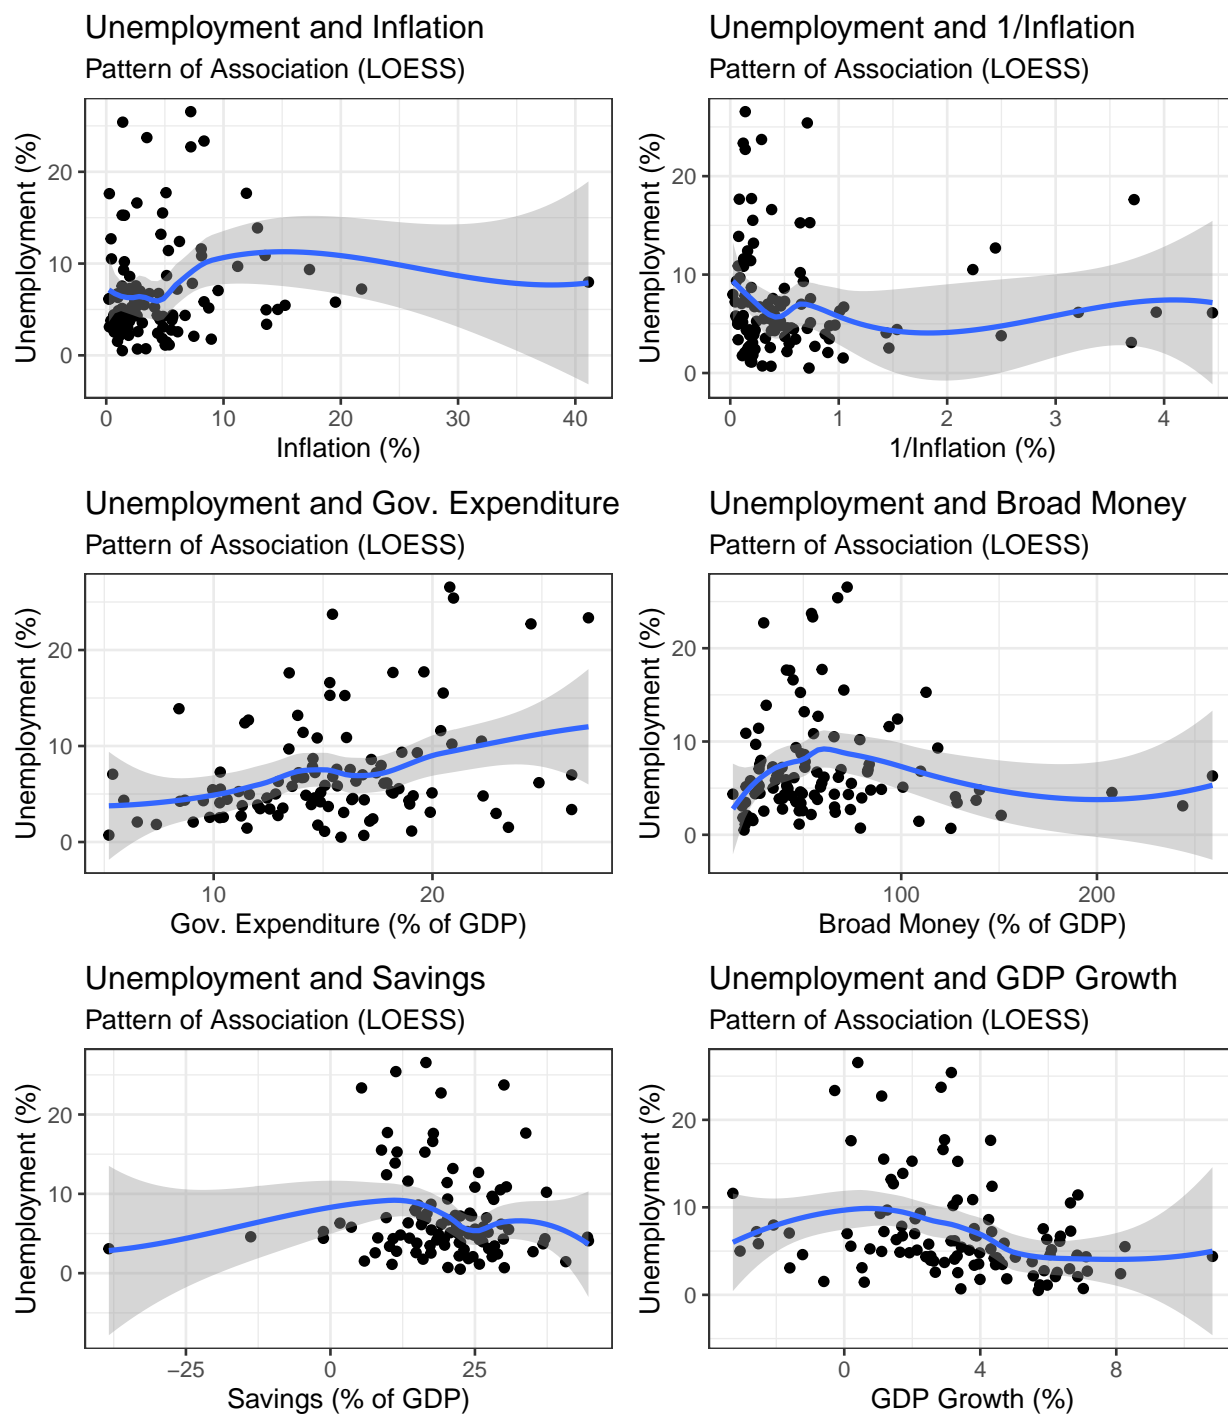 Unemployment and Inflation
Pattern of Association (LOESS)
Unemployment (%)
20
10
0
0 10 20 30 40
Inflation (%)
Unemployment and 1/Inflation
Pattern of Association (LOESS)
Unemployment (%)
20
10
0
0 1 2 3 4
1/Inflation (%)
Unemployment and Gov. Expenditure
Pattern of Association (LOESS)
Unemployment (%)
20
10
0
10 20
Gov. Expenditure (% of GDP)
Unemployment and Broad Money
Pattern of Association (LOESS)
Unemployment (%)
20
10
0
100 200
Broad Money (% of GDP)
Unemployment and Savings
Pattern of Association (LOESS)
Unemployment (%)
20
10
0
−25 0 25
Savings (% of GDP)
Unemployment and GDP Growth
Pattern of Association (LOESS)
Unemployment (%)
20
10
0
0 4 8
GDP Growth (%)